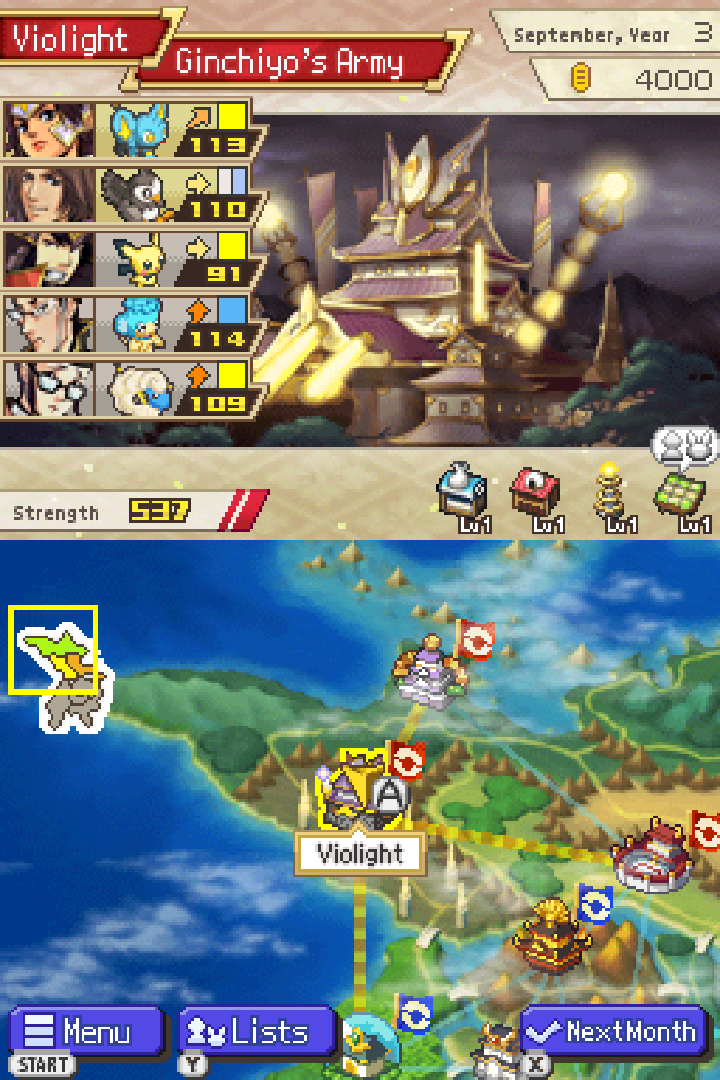 Violight
September, Year 3
Ginchiyo's Army
4000
113
110
91
114
109
Strength 537
Lv1 Lv1 Lv1 Lv1
A
Violight
Menu
Lists
NextMonth
START
Y
X